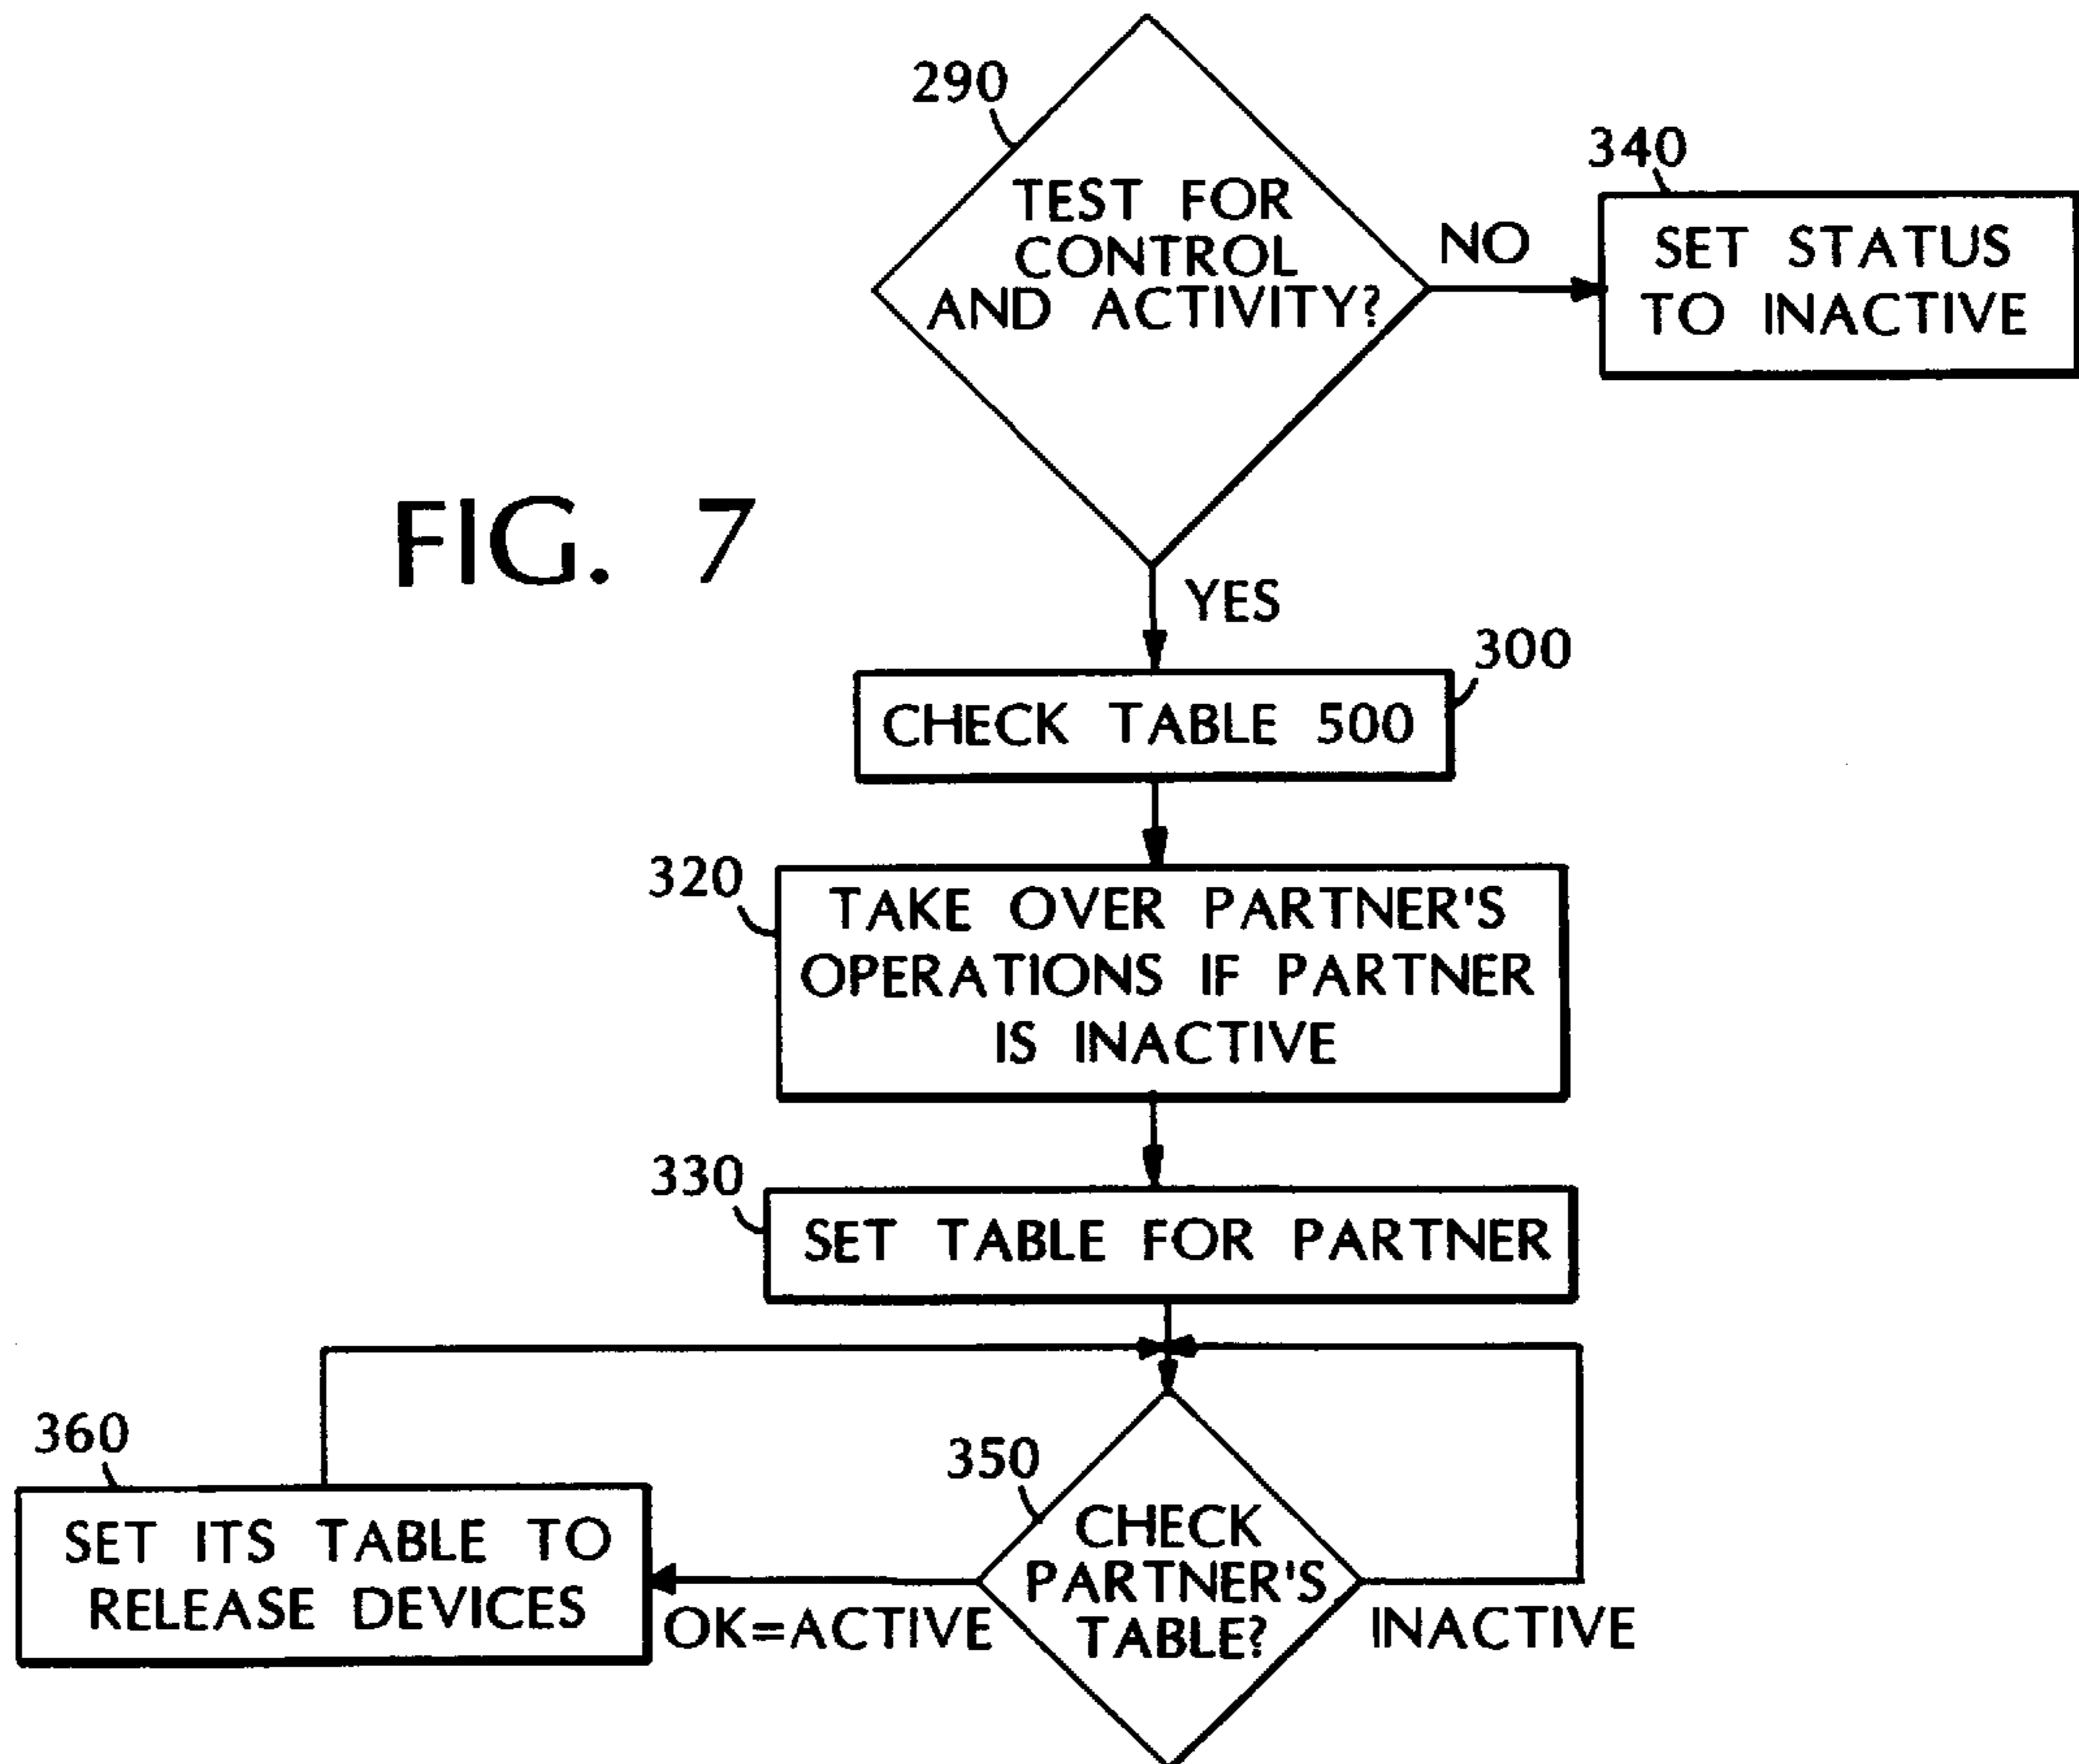 290
TEST FOR
CONTROL
AND ACTIVITY?
NO
340
SET STATUS
TO INACTIVE
FIG. 7
YES
300
CHECK TABLE 500
320
TAKE OVER PARTNER'S
OPERATIONS IF PARTNER
IS INACTIVE
330
SET TABLE FOR PARTNER
360
SET ITS TABLE TO
RELEASE DEVICES
OK=ACTIVE
350
CHECK
PARTNER'S
TABLE?
INACTIVE